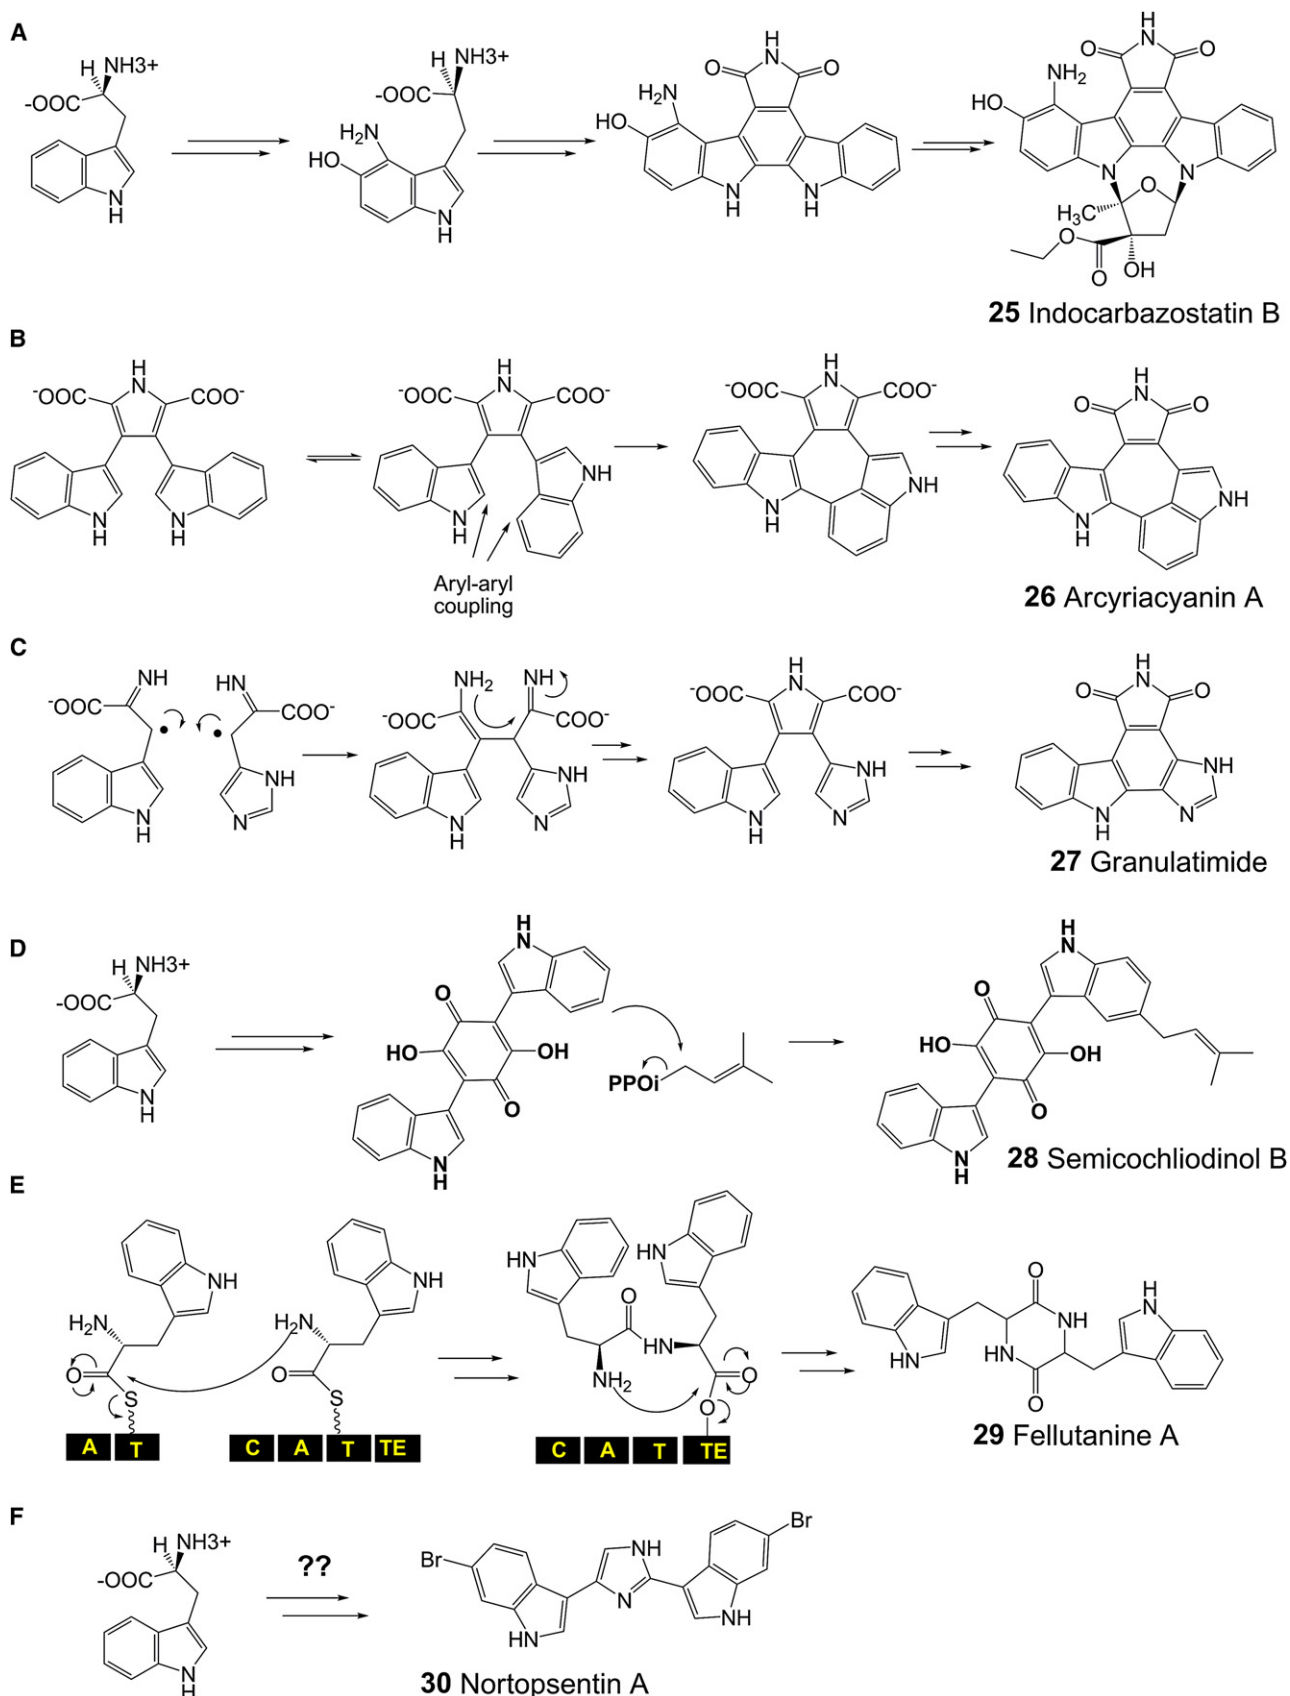 A
H NH3+
-OOC
N
H
H NH3+
-OOC
H2N
HO
N
H
H
N
O O
H2N
HO
N
H
N
H
H
N
O O
NH2
HO
N N
O
H3C
O
O
OH
25 Indocarbazostatin B
B
H
N
-OOC COO-
N
H
N
H
H
N
-OOC COO-
NH
N
H
Aryl-aryl
coupling
H
N
-OOC COO-
NH
N
H
H
N
O O
NH
N
H
26 Arcyriacyanin A
C
NH
-OOC
N
H
HN
COO-
NH
N
NH2 NH
-OOC COO-
NH
N
H
N
H
N
-OOC COO-
NH
N
H
N
H
N
O O
NH
N
H
N
27 Granulatimide
D
H NH3+
-OOC
N
H
H
N
O
HO OH
O
N
H
PPOi
H
N
O
HO OH
O
N
H
28 Semicochliodinol B
E
NH
H2N
O
S
A T
NH
H2N
O
S
C A T TE
HN HN
O
HN
NH2
O
O
C A T TE
O
NH
HN
O
HN
H
N
29 Fellutanine A
F
H NH3+
-OOC
N
H
??
Br
HN
NH
N
Br
NH
30 Nortopsentin A